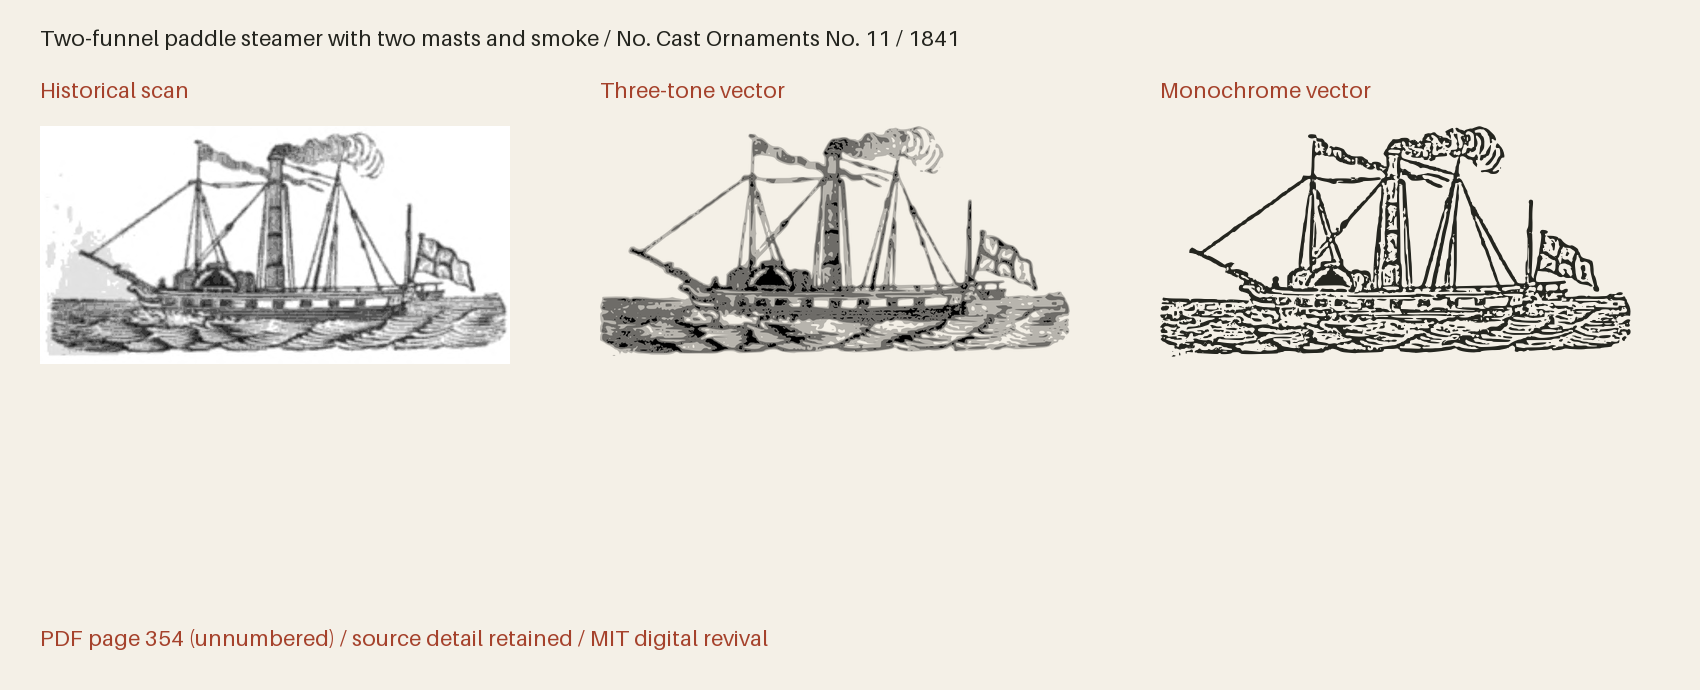 Two-funnel paddle steamer with two masts and smoke / No. Cast Ornaments No. 11 / 1841
Historical scan
Three-tone vector
Monochrome vector
PDF page 354 (unnumbered) / source detail retained / MIT digital revival